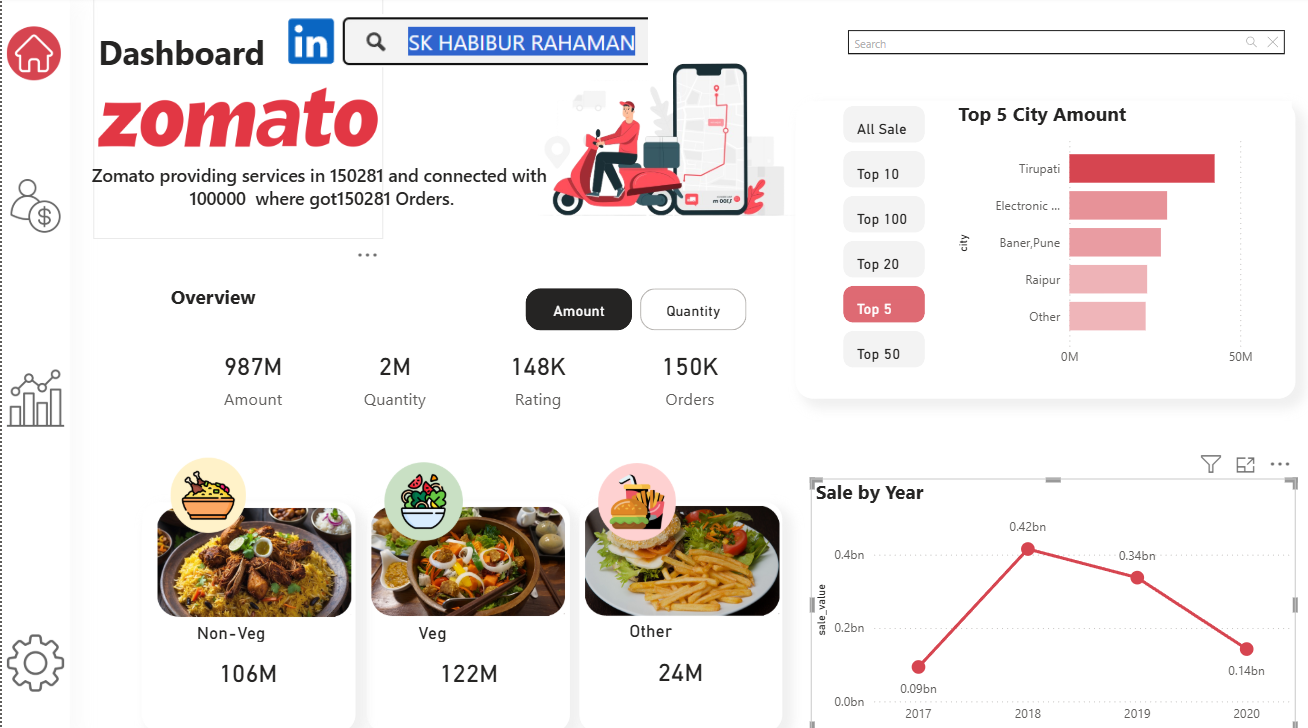 Dashboard
in
SK HABIBUR RAHAMAN
Search
zomato
Zomato providing services in 150281 and connected with
100000 where got150281 Orders.
Overview
Amount
Quantity
987M
2M
148K
150K
Amount
Quantity
Rating
Orders
Non-Veg
106M
Veg
122M
Other
24M
All Sale
Top 10
Top 100
Top 20
Top 5
Top 50
Top 5 City Amount
city
Tirupati
Electronic ...
Baner,Pune
Raipur
Other
0M
50M
Sale by Year
sale_value
0.4bn
0.2bn
0.0bn
0.09bn
0.42bn
0.34bn
0.14bn
2017
2018
2019
2020